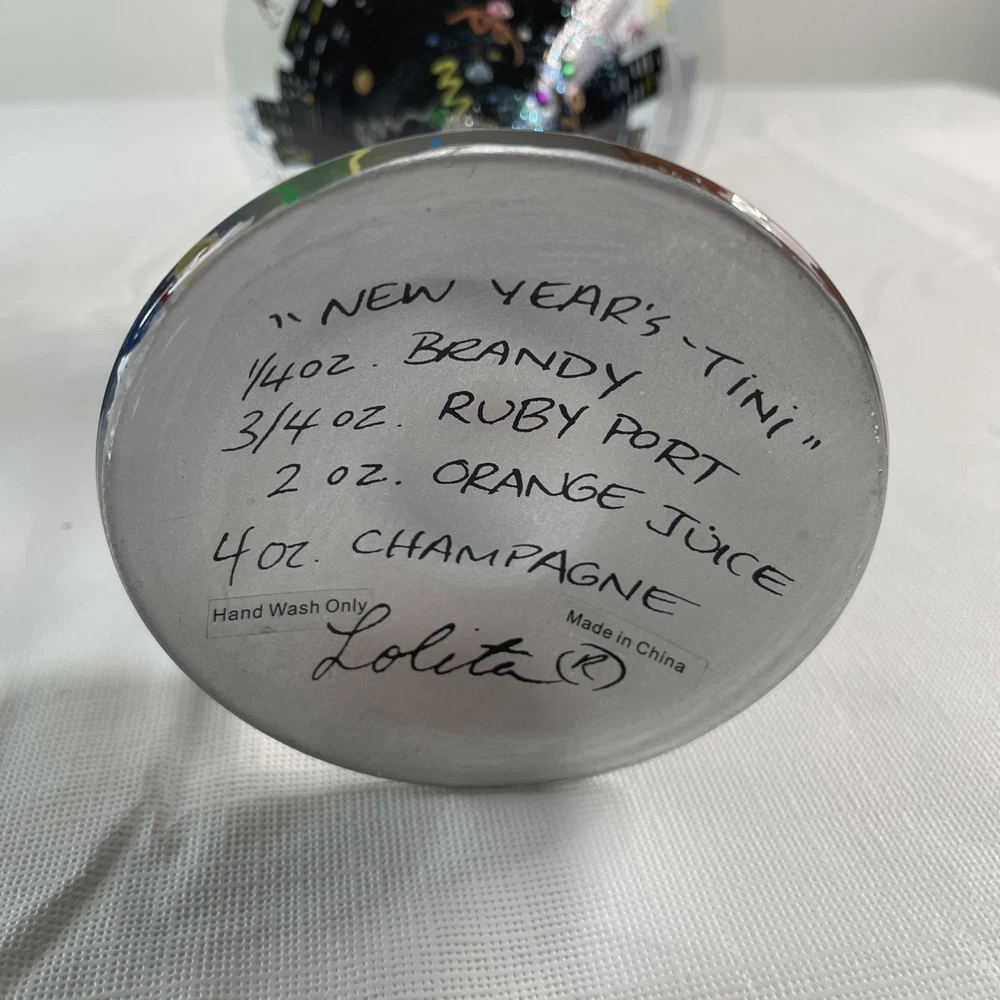 "NEW YEAR'S-TINI"
1/4 OZ. BRANDY
3/4 OZ. RUBY PORT
2 OZ. ORANGE JUICE
4 OZ. CHAMPAGNE
Hand Wash Only
Made in China
Lolita ®